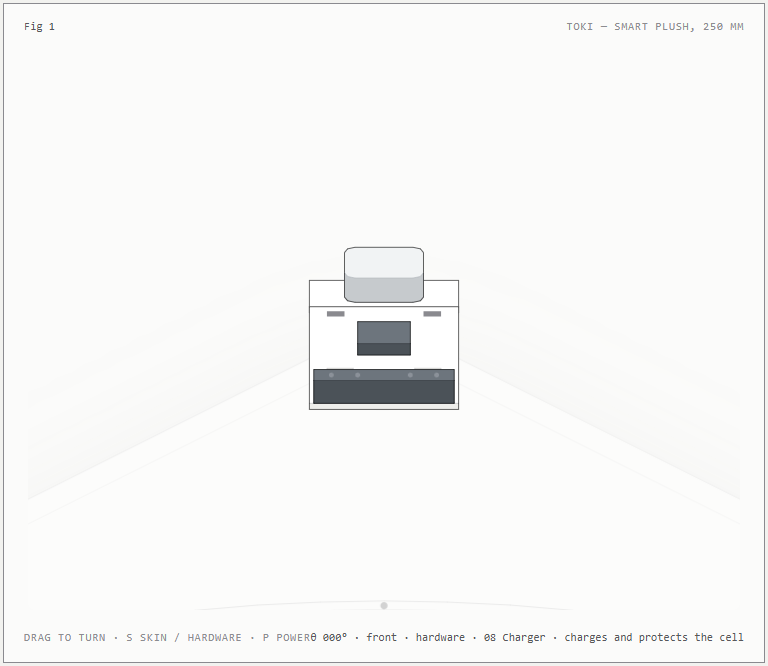 Fig 1
TOKI — SMART PLUSH, 250 MM
DRAG TO TURN · S SKIN / HARDWARE · P POWERθ 000° · front · hardware · 08 Charger · charges and protects the cell